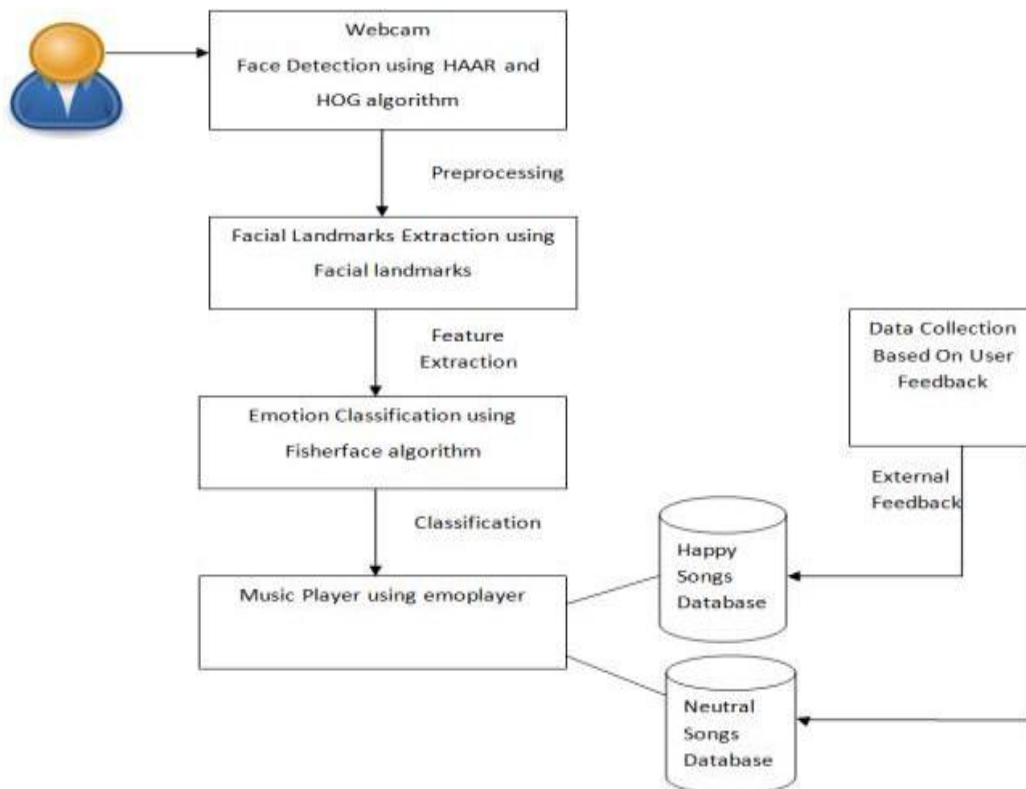 Webcam
Face Detection using HAAR and
HOG algorithm
Preprocessing
Facial Landmarks Extraction using
Facial landmarks
Feature
Extraction
Emotion Classification using
Fisherface algorithm
Classification
Music Player using emoplayer
Data Collection
Based On User
Feedback
External
Feedback
Happy
Songs
Database
Neutral
Songs
Database